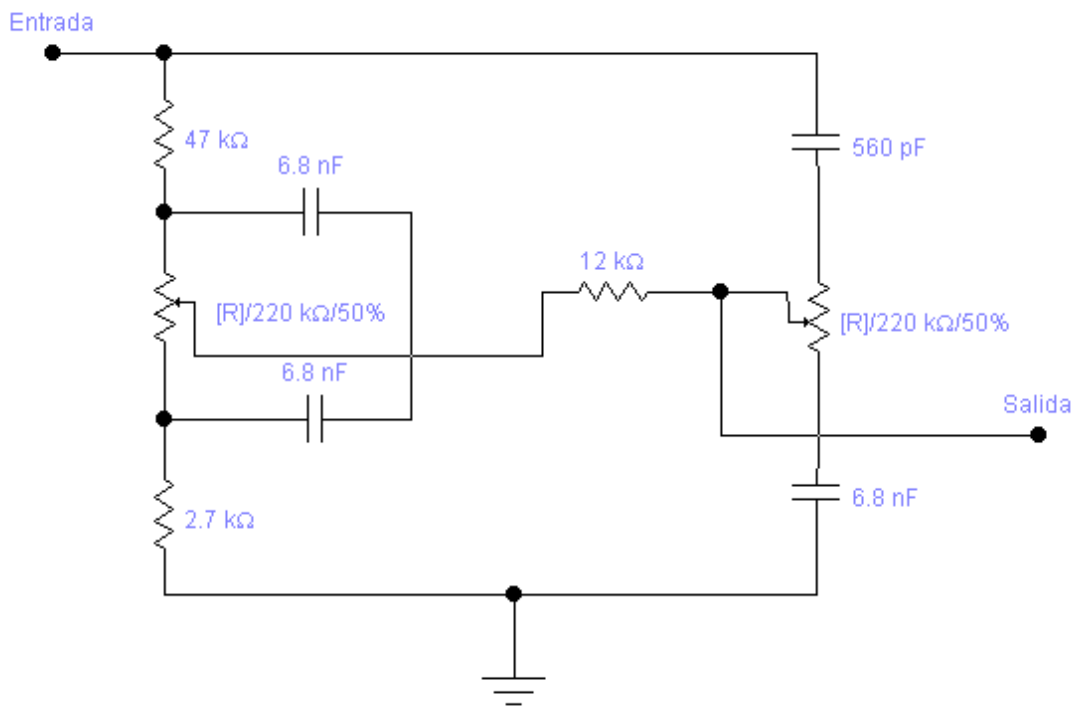 Entrada
47 kΩ
6.8 nF
560 pF
12 kΩ
[R]/220 kΩ/50%
[R]/220 kΩ/50%
6.8 nF
Salida
6.8 nF
2.7 kΩ